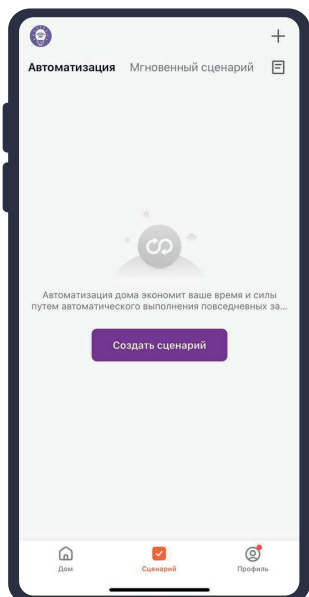 Автоматизация Мгновенный сценарий
Автоматизация дома экономит ваше время и силы
путем автоматического выполнения повседневных за...
Создать сценарий
Дом Сценарий Профиль